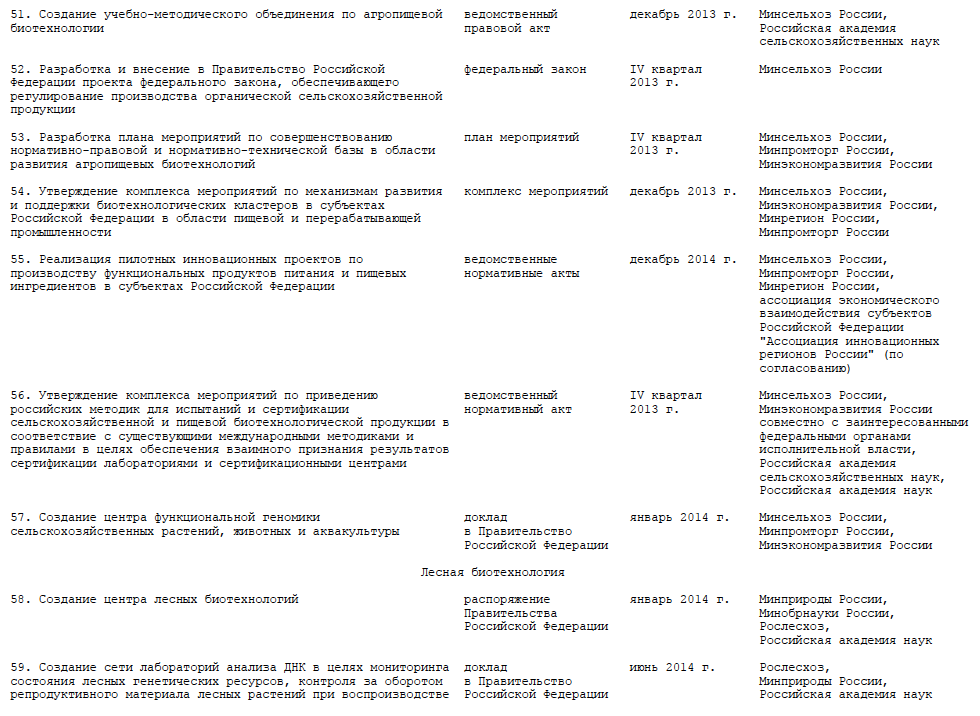 51. Создание учебно-методического объединения по агропищевой ведомственный декабрь 2013 г. Минсельхоз России,
биотехнологии правовой акт Российская академия
сельскохозяйственных наук
52. Разработка и внесение в Правительство Российской федеральный закон IV квартал Минсельхоз России
Федерации проекта федерального закона, обеспечивающего 2013 г.
регулирование производства органической сельскохозяйственной
продукции
53. Разработка плана мероприятий по совершенствованию план мероприятий IV квартал Минсельхоз России,
нормативно-правовой и нормативно-технической базы в области 2013 г. Минпромторг России,
развития агропищевых биотехнологий Минэкономразвития России
54. Утверждение комплекса мероприятий по механизмам развития комплекс мероприятий декабрь 2013 г. Минсельхоз России,
и поддержки биотехнологических кластеров в субъектах Минэкономразвития России,
Российской Федерации в области пищевой и перерабатывающей Минрегион России,
промышленности Минпромторг России
55. Реализация пилотных инновационных проектов по ведомственные декабрь 2014 г. Минсельхоз России,
производству функциональных продуктов питания и пищевых нормативные акты Минпромторг России,
ингредиентов в субъектах Российской Федерации Минрегион России,
ассоциация экономического
взаимодействия субъектов
Российской Федерации
"Ассоциация инновационных
регионов России" (по
согласованию)
56. Утверждение комплекса мероприятий по приведению ведомственный IV квартал Минсельхоз России,
российских методик для испытаний и сертификации нормативный акт 2013 г. Минэкономразвития России
сельскохозяйственной и пищевой биотехнологической продукции в совместно с заинтересованными
соответствие с существующими международными методиками и федеральными органами
правилами в целях обеспечения взаимного признания результатов исполнительной власти,
сертификации лабораториями и сертификационными центрами Российская академия
сельскохозяйственных наук,
Российская академия наук
57. Создание центра функциональной геномики доклад январь 2014 г. Минсельхоз России,
сельскохозяйственных растений, животных и аквакультуры в Правительство Минпромторг России,
Российской Федерации Минэкономразвития России
Лесная биотехнология
58. Создание центра лесных биотехнологий распоряжение январь 2014 г. Минприроды России,
Правительства Минобрнауки России,
Российской Федерации Рослесхоз,
Российская академия наук
59. Создание сети лабораторий анализа ДНК в целях мониторинга доклад июнь 2014 г. Рослесхоз,
состояния лесных генетических ресурсов, контроля за оборотом в Правительство Минприроды России,
репродуктивного материала лесных растений при воспроизводстве Российской Федерации Российская академия наук